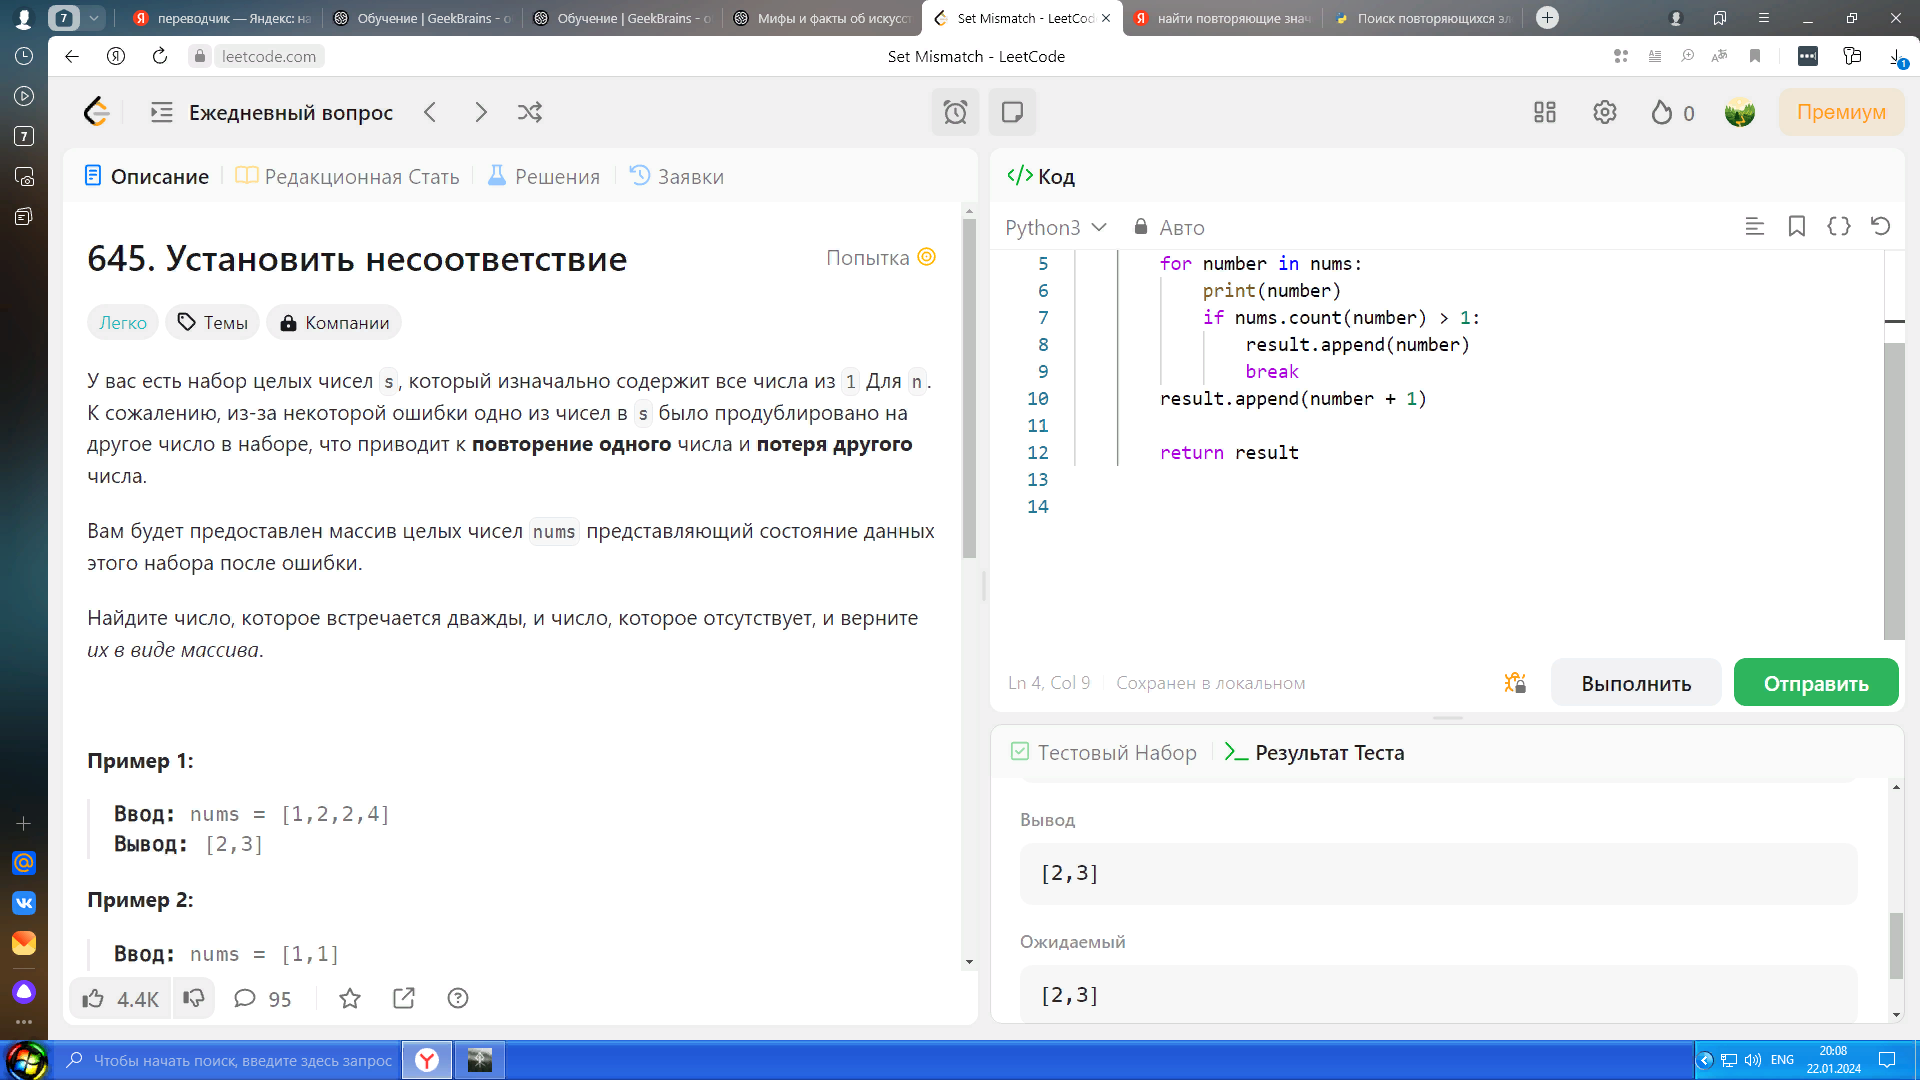 7
переводчик — Яндекс: на
Обучение | GeekBrains - о
Обучение | GeekBrains - о
Мифы и факты об искусст
Set Mismatch - LeetCod
найти повторяющие знач
Поиск повторяющихся эл
leetcode.com
Set Mismatch - LeetCode
1
7
Ежедневный вопрос
0
Премиум
Описание
Редакционная Стать
Решения
Заявки
645. Установить несоответствие
Попытка
Легко
Темы
Компании
У вас есть набор целых чисел s, который изначально содержит все числа из 1 Для n.
К сожалению, из-за некоторой ошибки одно из чисел в s было продублировано на
другое число в наборе, что приводит к повторение одного числа и потеря другого
числа.
Вам будет предоставлен массив целых чисел nums представляющий состояние данных
этого набора после ошибки.
Найдите число, которое встречается дважды, и число, которое отсутствует, и верните
их в виде массива.
Пример 1:
Ввод: nums = [1,2,2,4]
Вывод: [2,3]
Пример 2:
Ввод: nums = [1,1]
4.4K
95
Код
Python3
Авто
5 for number in nums:
6 print(number)
7 if nums.count(number) > 1:
8 result.append(number)
9 break
10 result.append(number + 1)
11
12 return result
13
14
Ln 4, Col 9
Сохранен в локальном
Выполнить
Отправить
Тестовый Набор
Результат Теста
Вывод
[2,3]
Ожидаемый
[2,3]
Чтобы начать поиск, введите здесь запрос
ENG
20:08
22.01.2024